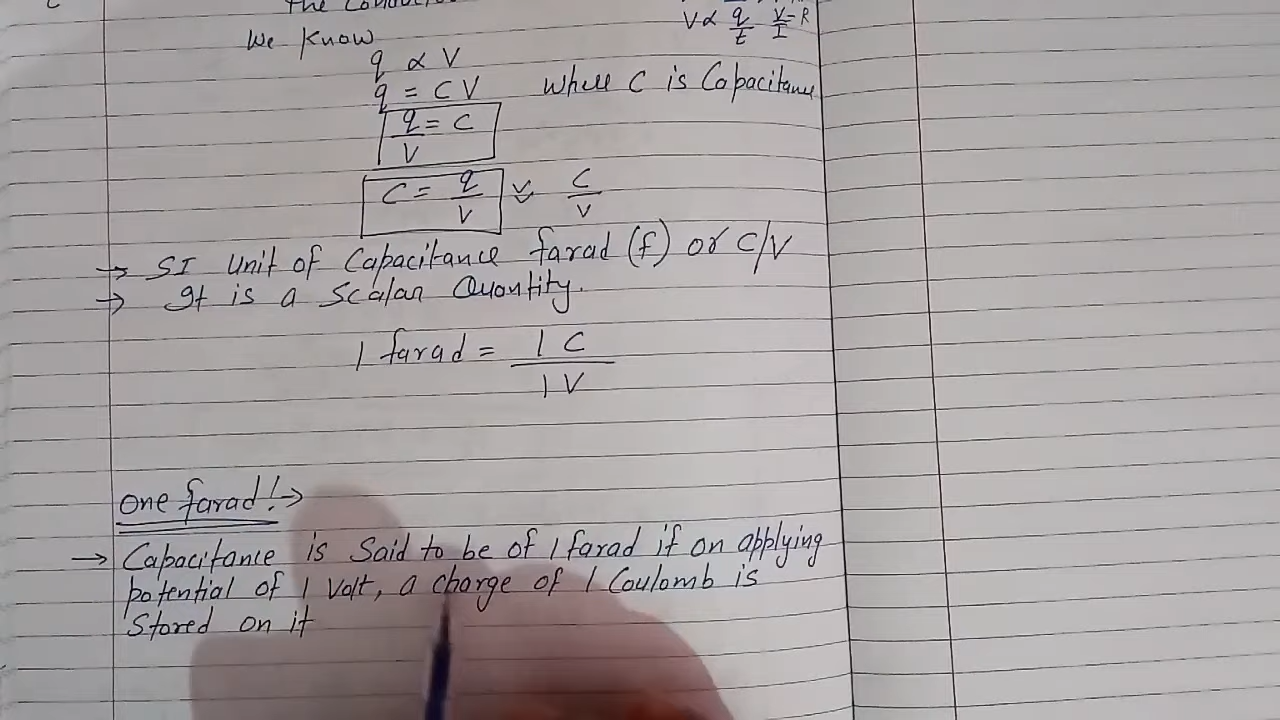 the
V ∝ q/t V/I = R
We Know
q ∝ V
q = CV where C is Capacitance
q/V = C
C = q/V C/V
→ SI unit of Capacitance farad (f) or C/V
→ It is a Scalar Quantity.
1 farad = 1 C / 1 V
One farad!→
→ Capacitance is Said to be of 1 farad if on applying
potential of 1 Volt, a charge of 1 Coulomb is
Stored on it